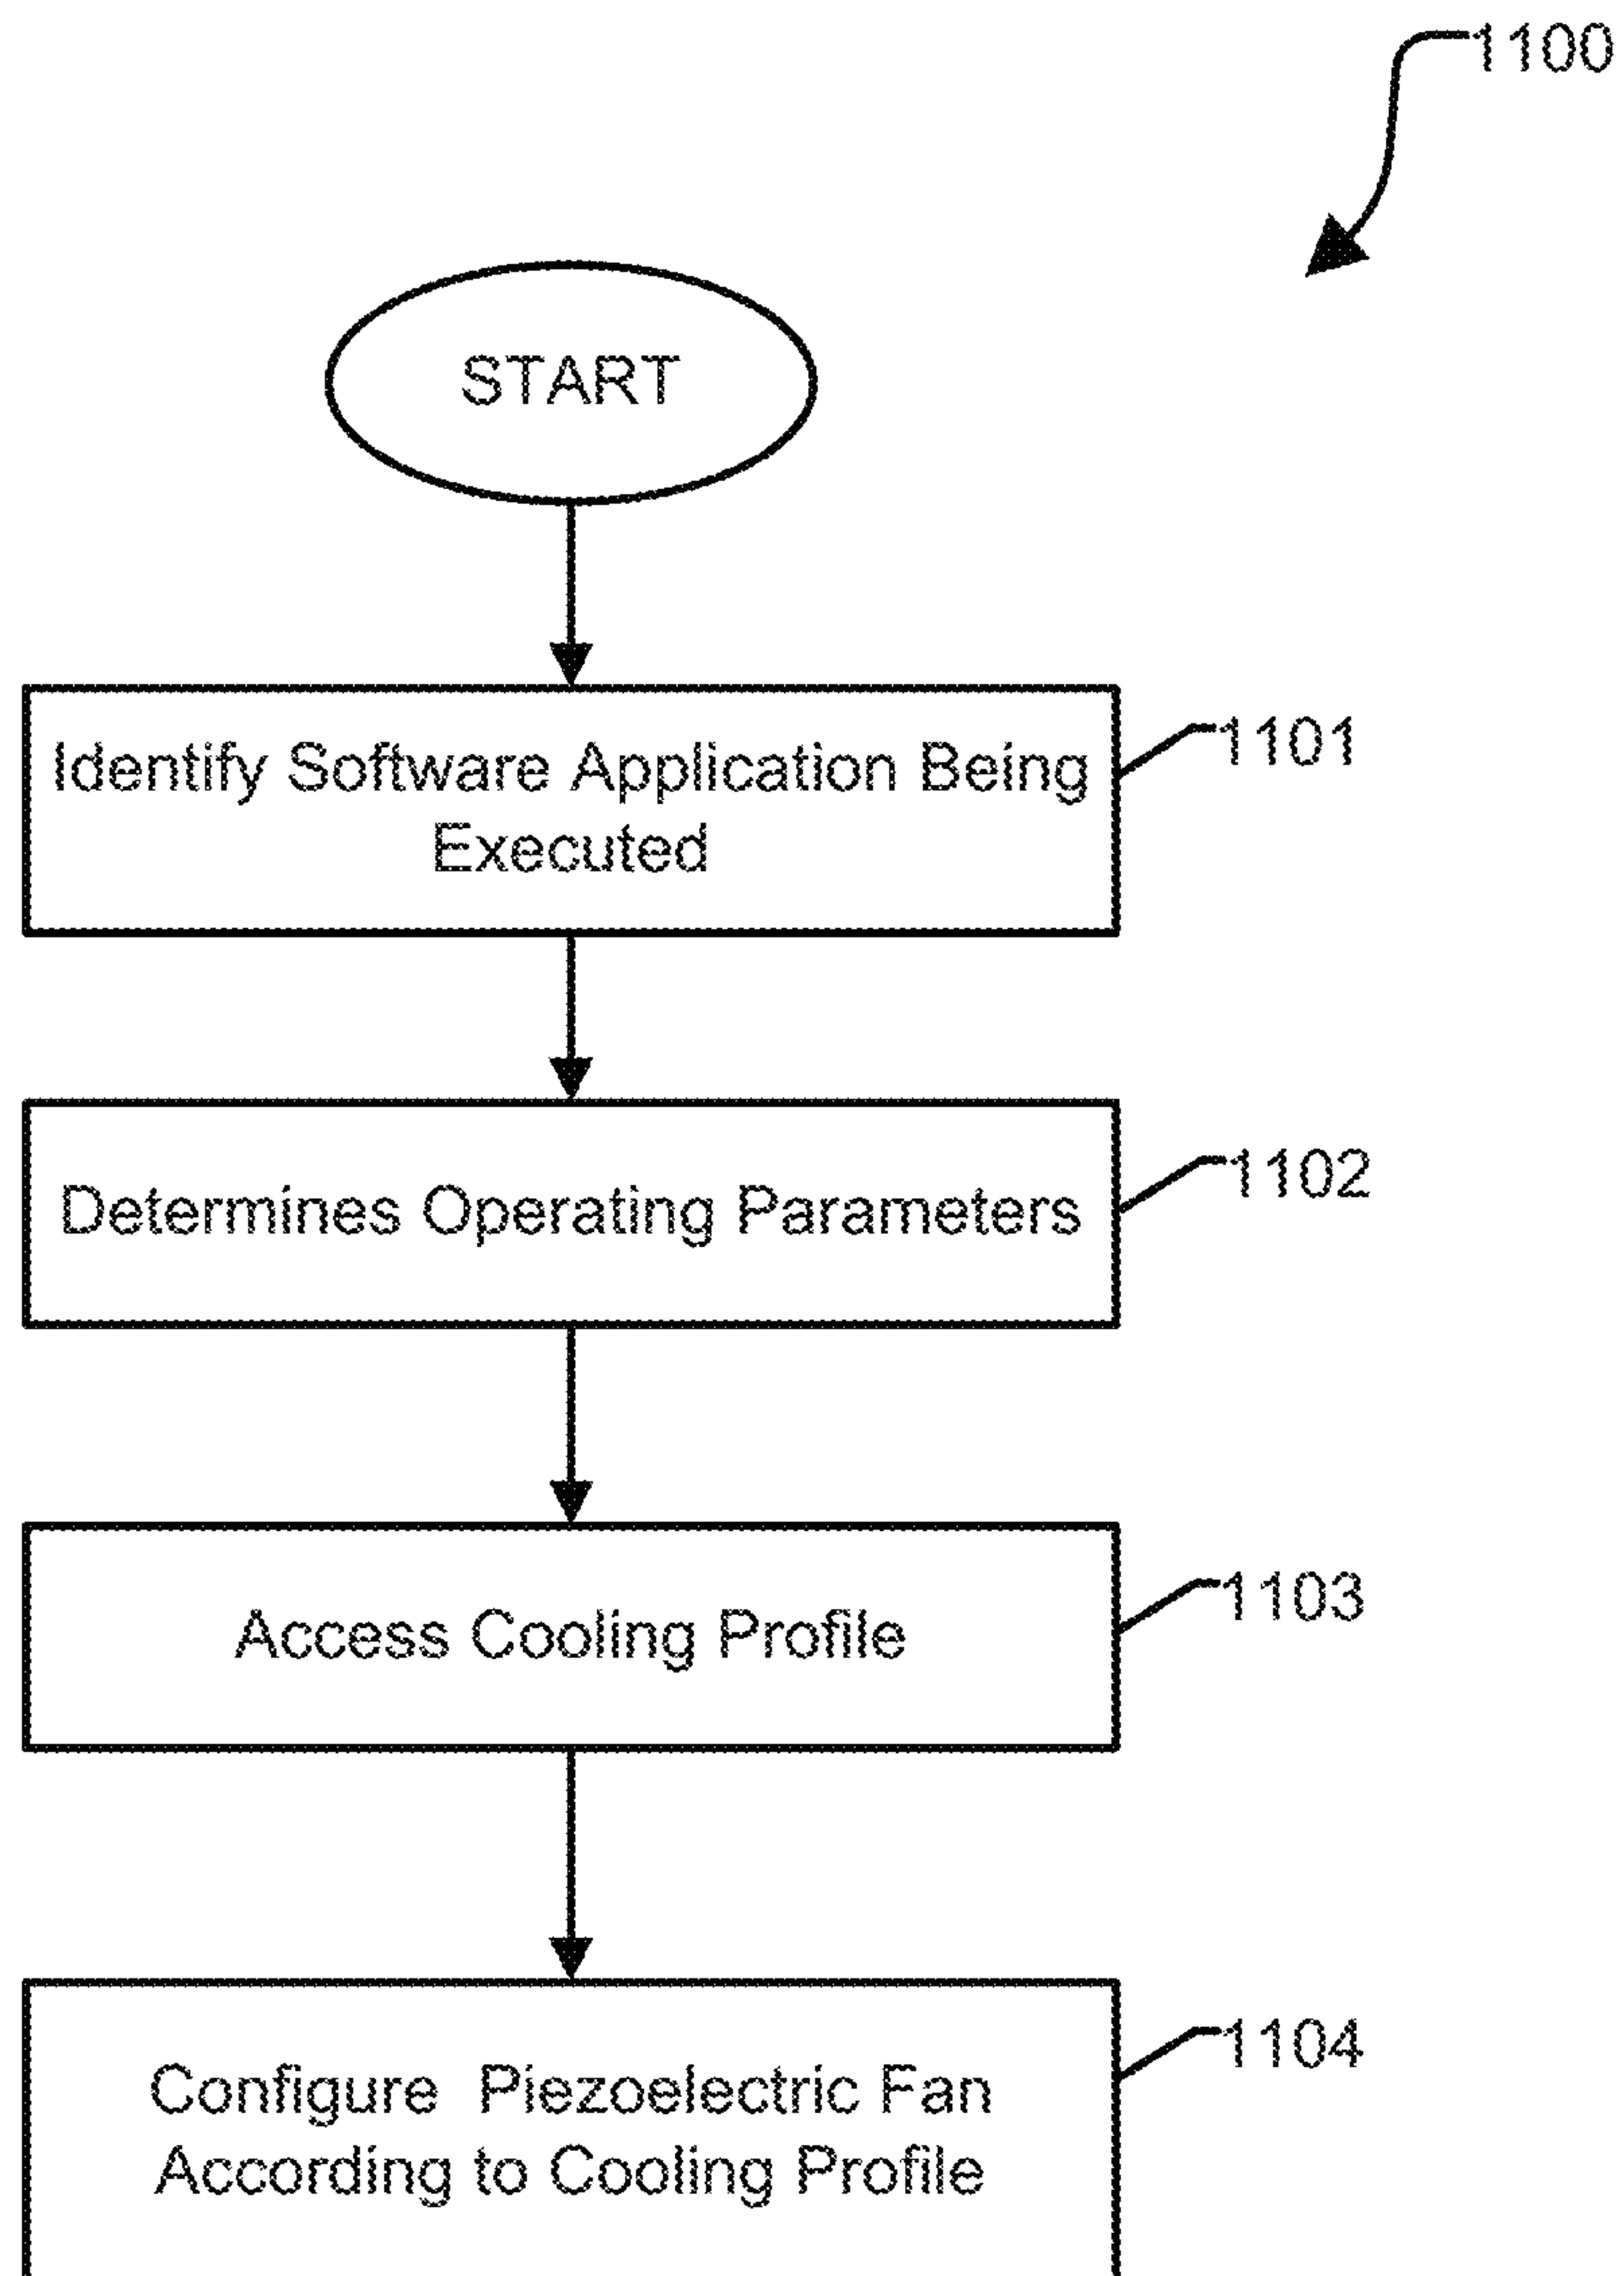 1100
START
Identify Software Application Being
Executed
1101
Determines Operating Parameters
1102
Access Cooling Profile
1103
Configure Piezoelectric Fan
According to Cooling Profile
1104